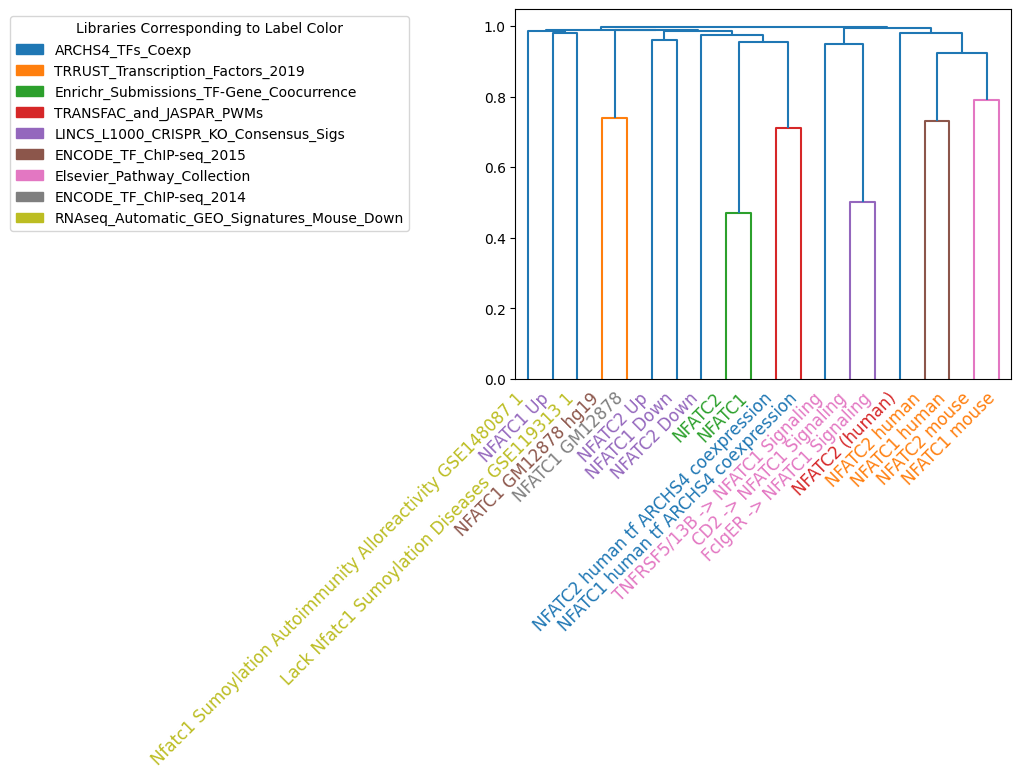 Libraries Corresponding to Label Color
ARCHS4_TFs_Coexp
TRRUST_Transcription_Factors_2019
Enrichr_Submissions_TF-Gene_Coocurrence
TRANSFAC_and_JASPAR_PWMs
LINCS_L1000_CRISPR_KO_Consensus_Sigs
ENCODE_TF_ChIP-seq_2015
Elsevier_Pathway_Collection
ENCODE_TF_ChIP-seq_2014
RNAseq_Automatic_GEO_Signatures_Mouse_Down
1.0
0.8
0.6
0.4
0.2
0.0
Nfatc1 Sumoylation Autoimmunity Alloreactivity GSE148087 1
NFATC1 Up
Lack Nfatc1 Sumoylation Diseases GSE119313 1
NFATC1 GM12878 hg19
NFATC1 GM12878
NFATC2 Up
NFATC1 Down
NFATC2 Down
NFATC2
NFATC1
NFATC2 human tf ARCHS4 coexpression
NFATC1 human tf ARCHS4 coexpression
TNFRSF5/13B -> NFATC1 Signaling
CD2 -> NFATC1 Signaling
FcIgER -> NFATC1 Signaling
NFATC2 (human)
NFATC2 human
NFATC1 human
NFATC2 mouse
NFATC1 mouse